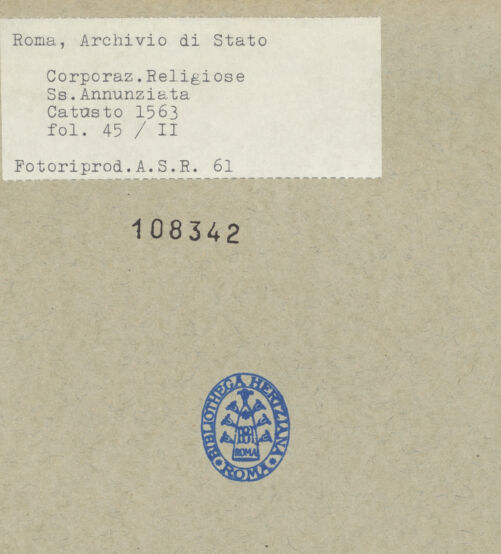 Roma, Archivio di Stato
Corporaz.Religiose
Ss.Annunziata
Catusto 1563
fol. 45 / II
Fotoriprod.A.S.R. 61
108342
BIBLIOTHECA HERTZIANA
BH
ROMA
ROMA